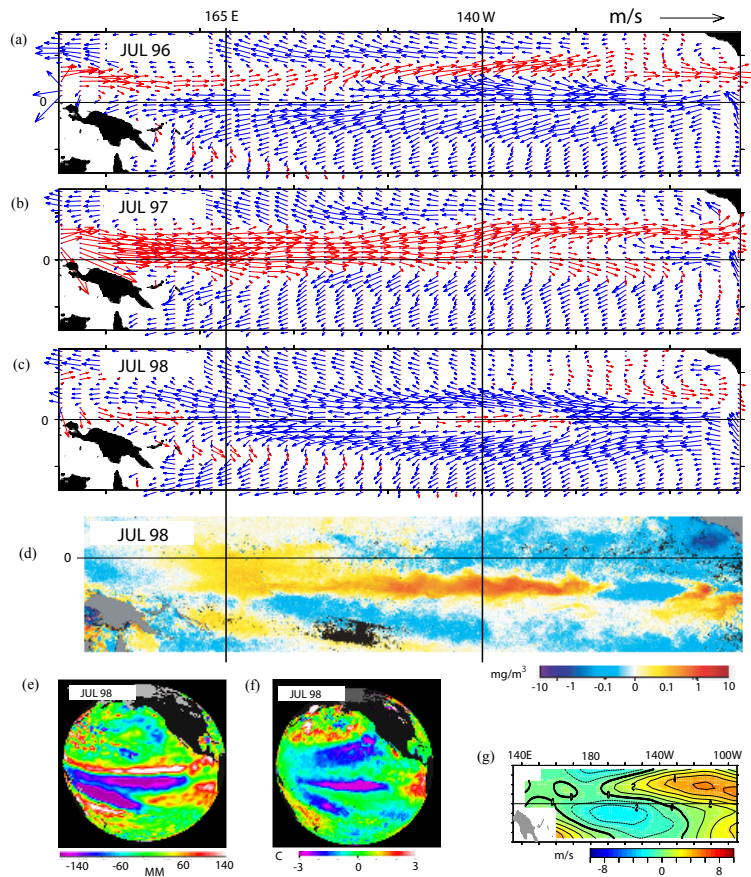 165 E 140 W m/s
(a) JUL 96
0
(b) JUL 97
0
(c) JUL 98
0
(d) JUL 98
0
mg/m³
-10 -1 -0.1 0 0.1 1 10
(e) JUL 98
(f) JUL 98
(g) 140E 180 140W 100W
-140 -60 60 140
MM
C
-3 0 3
m/s
-8 0 8